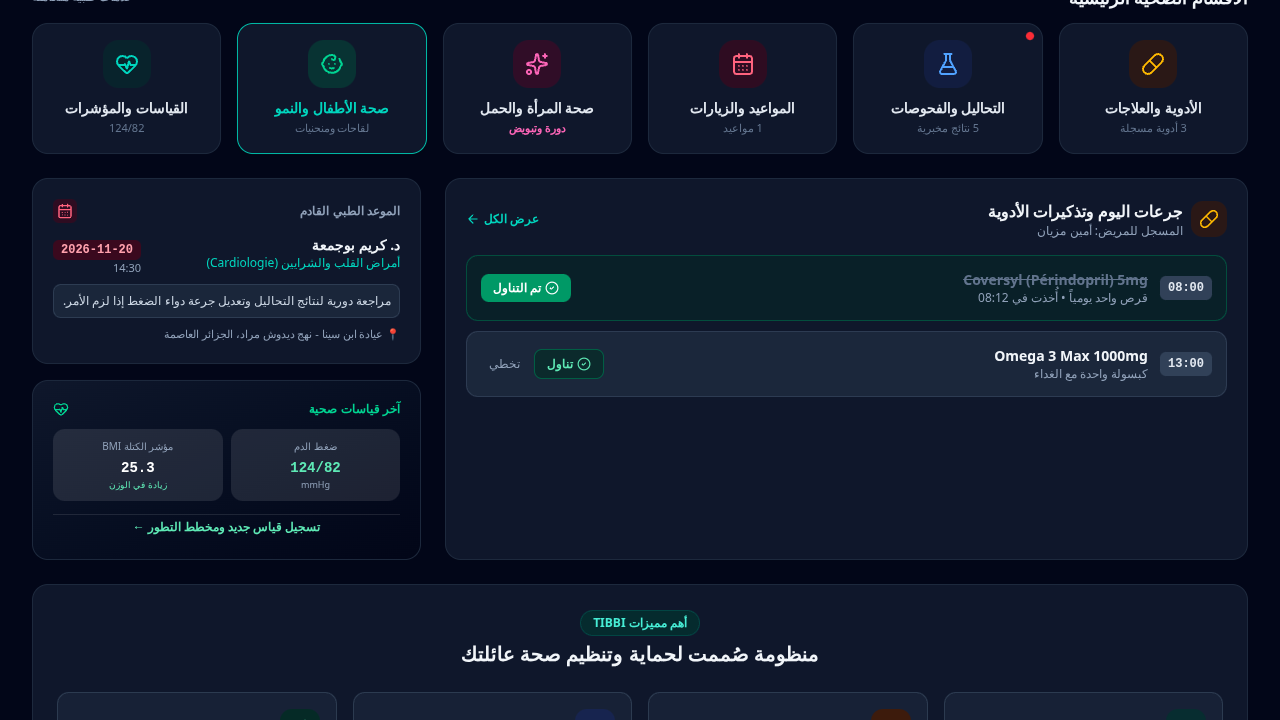 الأقسام الصحية الرئيسية
الأدوية والعلاجات
3 أدوية مسجلة
التحاليل والفحوصات
5 نتائج مخبرية
المواعيد والزيارات
1 مواعيد
صحة المرأة والحمل
دورة وتبويض
صحة الأطفال والنمو
لقاحات ومنحنيات
القياسات والمؤشرات
124/82
جرعات اليوم وتذكيرات الأدوية
المسجل للمريض: أمين مزيان
عرض الكل ←
08:00
Coversyl (Périndopril) 5mg
قرص واحد يومياً • أُخذت في 08:12
تم التناول
13:00
Omega 3 Max 1000mg
كبسولة واحدة مع الغداء
تناول
تخطي
الموعد الطبي القادم
د. كريم بوجمعة
أمراض القلب والشرايين (Cardiologie)
2026-11-20
14:30
مراجعة دورية لنتائج التحاليل وتعديل جرعة دواء الضغط إذا لزم الأمر.
📍 عيادة ابن سينا - نهج ديدوش مراد، الجزائر العاصمة
آخر قياسات صحية
ضغط الدم
124/82
mmHg
مؤشر الكتلة BMI
25.3
زيادة في الوزن
تسجيل قياس جديد ومخطط التطور ←
أهم مميزات TIBBI
منظومة صُممت لحماية وتنظيم صحة عائلتك